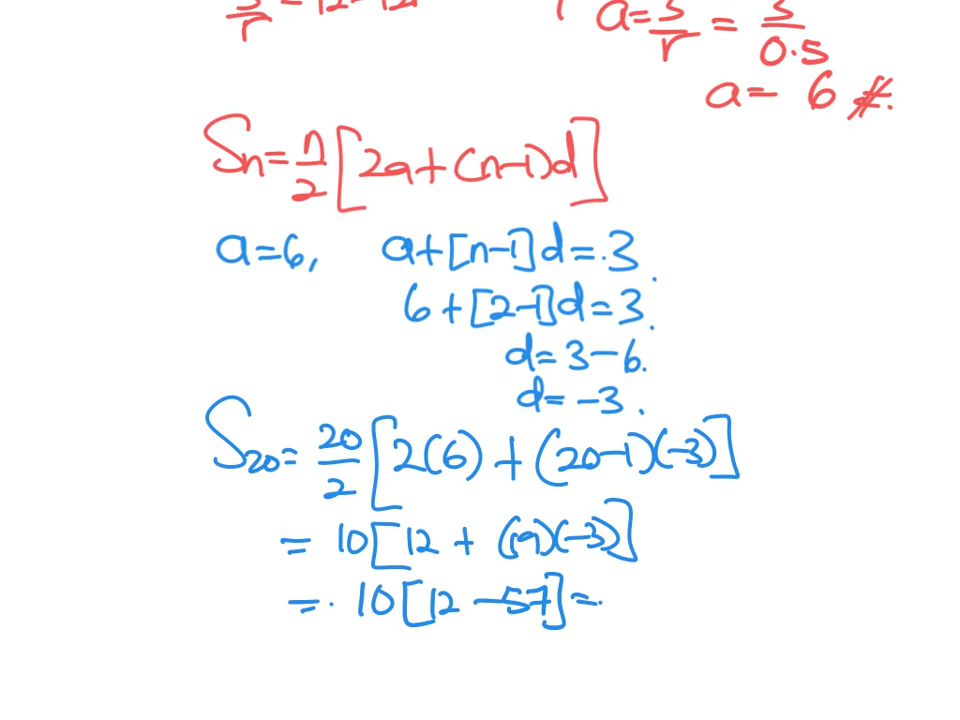 a=3/r = 3/0.5
a= 6 #.
Sn=n/2[2a+(n-1)d]
a=6, a+[n-1]d=.3.
6+[2-1]d=3.
d=3-6.
d=-3.
S20=20/2[2(6)+(20-1)(-3)]
= 10[12+(19)(-3)]
=. 10[12-57]=.